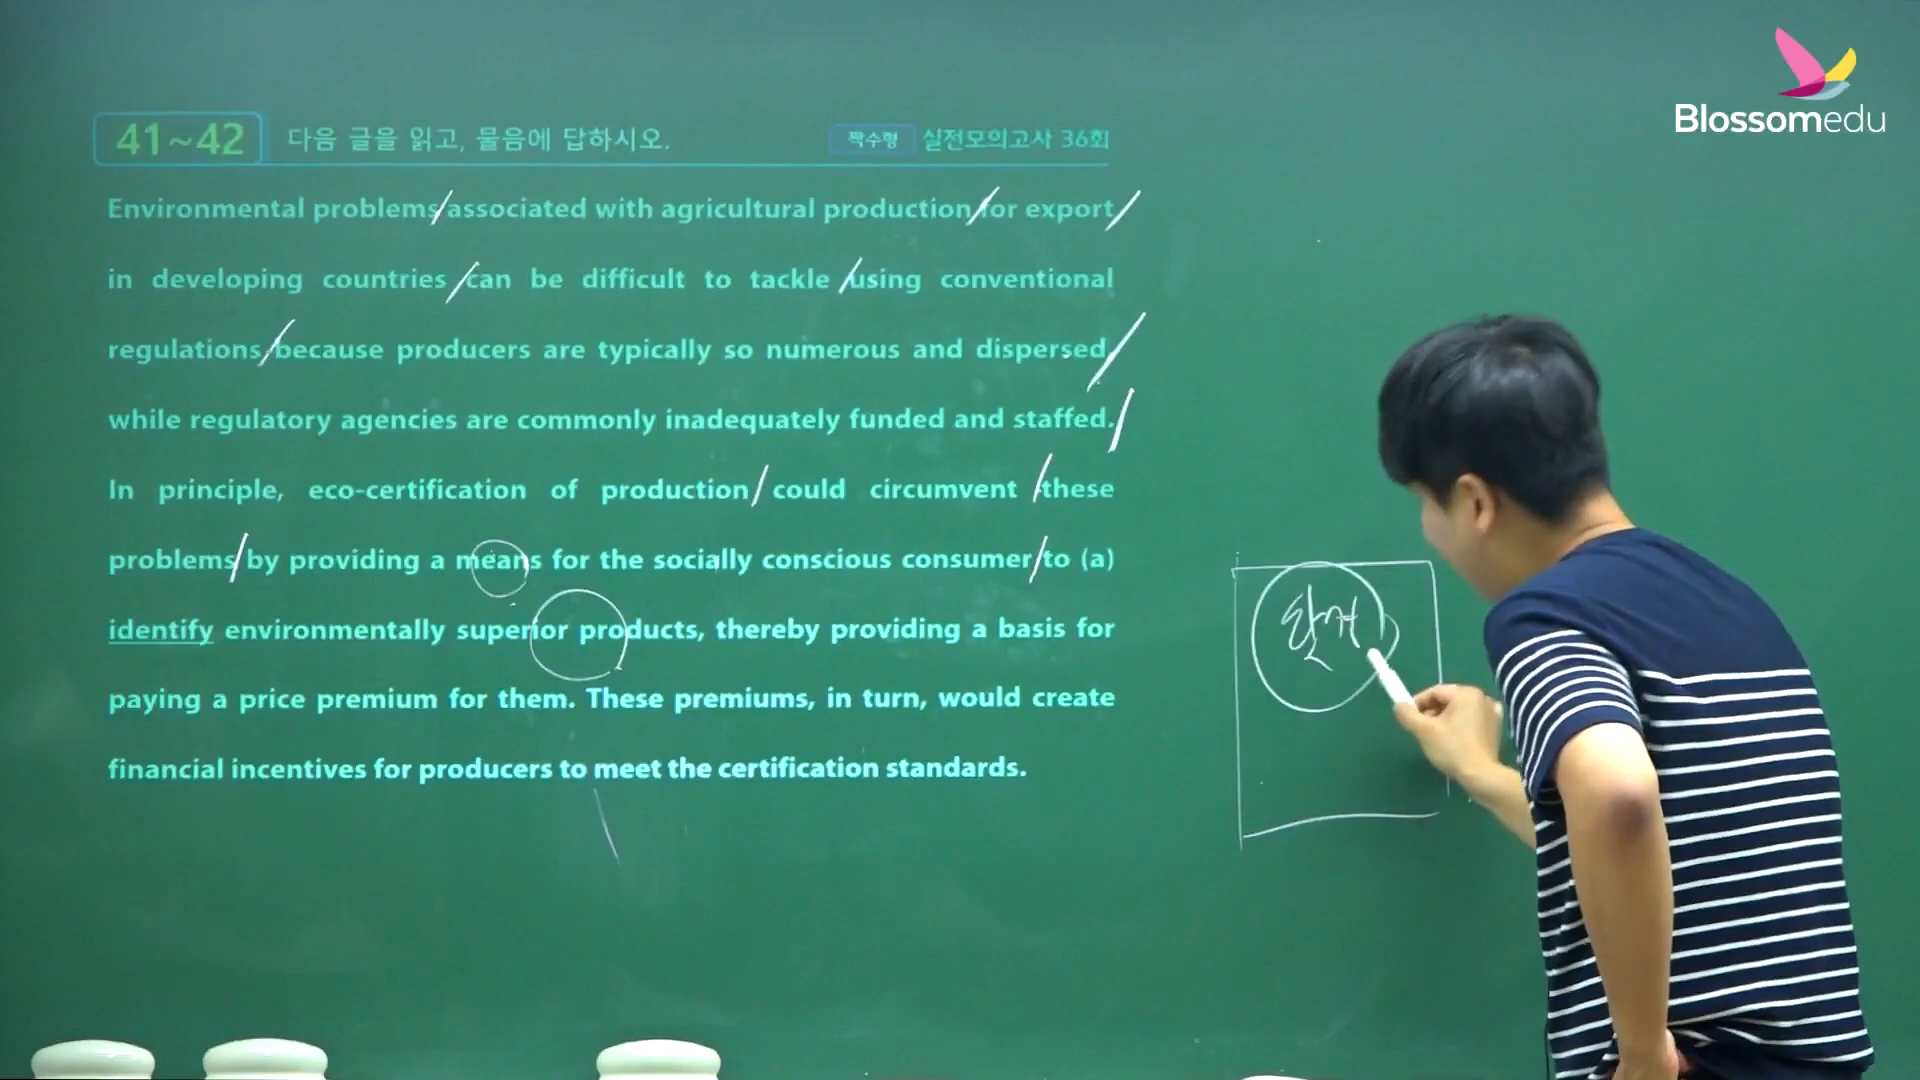 Blossomedu
41~42 다음 글을 읽고, 물음에 답하시오. 짝수형 실전모의고사 36회
Environmental problems associated with agricultural production for export
in developing countries can be difficult to tackle using conventional
regulations because producers are typically so numerous and dispersed,
while regulatory agencies are commonly inadequately funded and staffed.
In principle, eco-certification of production could circumvent these
problems by providing a means for the socially conscious consumer to (a)
identify environmentally superior products, thereby providing a basis for
paying a price premium for them. These premiums, in turn, would create
financial incentives for producers to meet the certification standards.